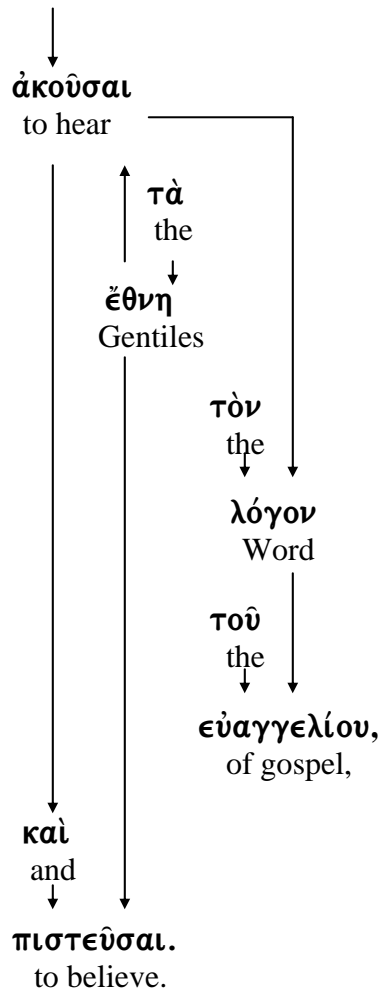 ἀκοῦσαι
to hear
τὰ
the
ἔθνη
Gentiles
τὸν
the
λόγον
Word
τοῦ
the
εὐαγγελίου,
of gospel,
καὶ
and
πιστεῦσαι.
to believe.